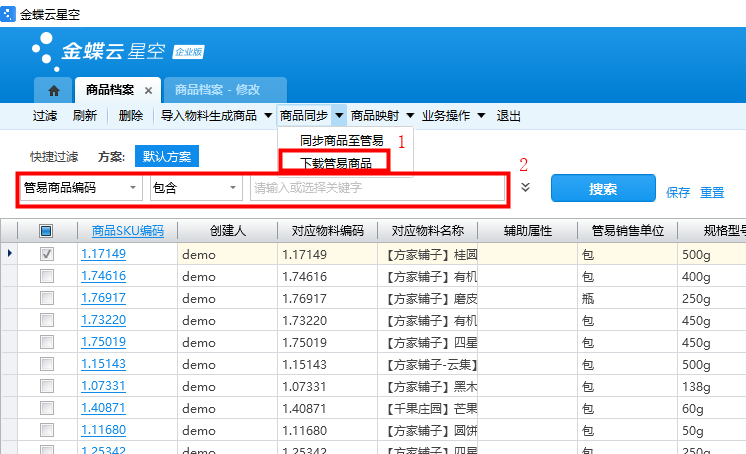 金蝶云星空
金蝶云 星空 企业版
商品档案 × 商品档案 - 修改
过滤 刷新 删除 导入物料生成商品 商品同步 商品映射 业务操作 退出
同步商品至管易 1
下载管易商品
快捷过滤 方案: 默认方案
2
管易商品编码 包含 请输入或选择关键字 搜索 保存 重置
商品SKU编码 创建人 对应物料编码 对应物料名称 辅助属性 管易销售单位 规格型号
1.17149 demo 1.17149 【方家铺子】桂圆 包 500g
1.74616 demo 1.74616 【方家铺子】有机 包 400g
1.76917 demo 1.76917 【方家铺子】磨皮 瓶 250g
1.73220 demo 1.73220 【方家铺子】有机 包 450g
1.75019 demo 1.75019 【方家铺子】四星 包 450g
1.15143 demo 1.15143 【方家铺子-云集】 包 500g
1.07331 demo 1.07331 【方家铺子】黑木 包 138g
1.40871 demo 1.40871 【千果庄园】芒果 包 60g
1.11680 demo 1.11680 【方家铺子】圆饼 包 50g
1.25342 demo 1.25342 【方家铺子】四星 包 250g